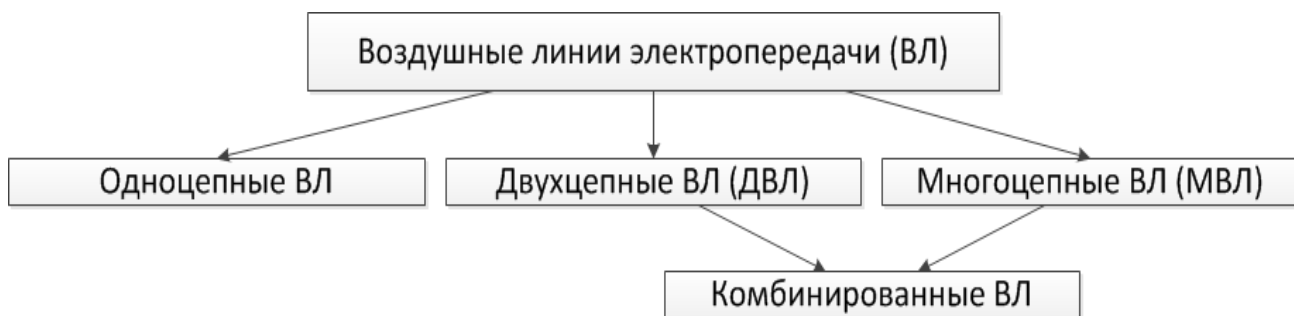 Воздушные линии электропередачи (ВЛ)
Одноцепные ВЛ
Двухцепные ВЛ (ДВЛ)
Многоцепные ВЛ (МВЛ)
Комбинированные ВЛ